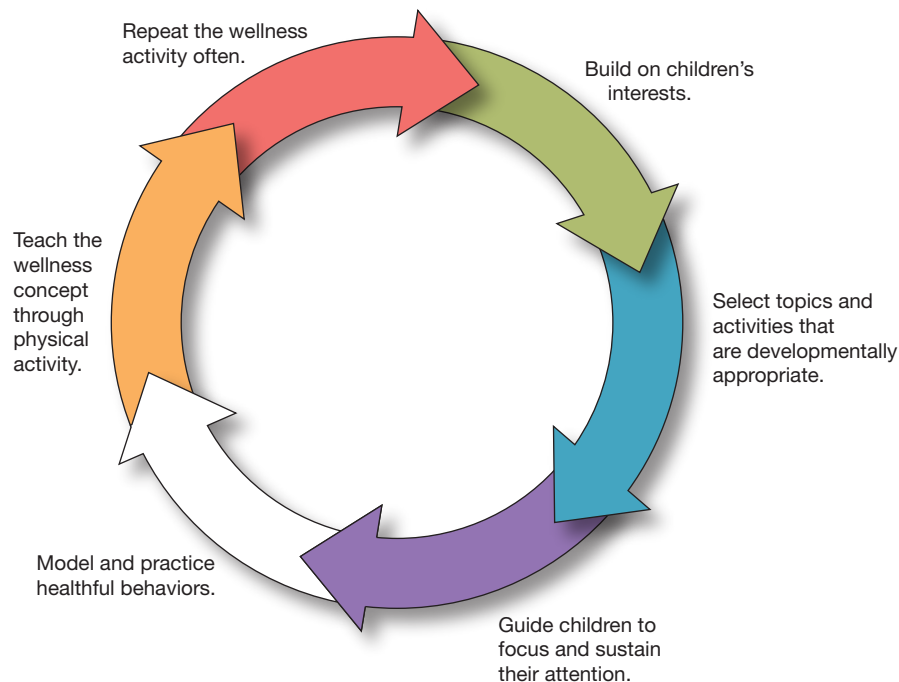 Repeat the wellness
activity often.
Build on children’s
interests.
Select topics and
activities that
are developmentally
appropriate.
Guide children to
focus and sustain
their attention.
Model and practice
healthful behaviors.
Teach the
wellness
concept
through
physical
activity.